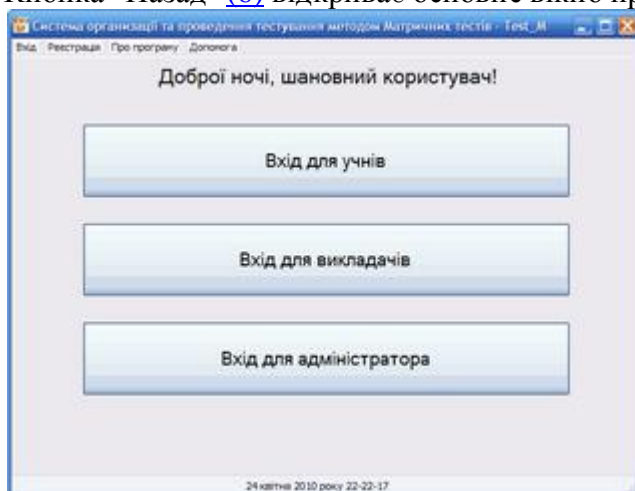 Кнопка "Назад" (6) відкриває основне вікно пр
Система організації та проведення тестування методом Матричних тестів - Test_M
Вхід Реєстрація Про програму Допомога
Доброї ночі, шановний користувач!
Вхід для учнів
Вхід для викладачів
Вхід для адміністратора
24 квітня 2010 року 22-22-17